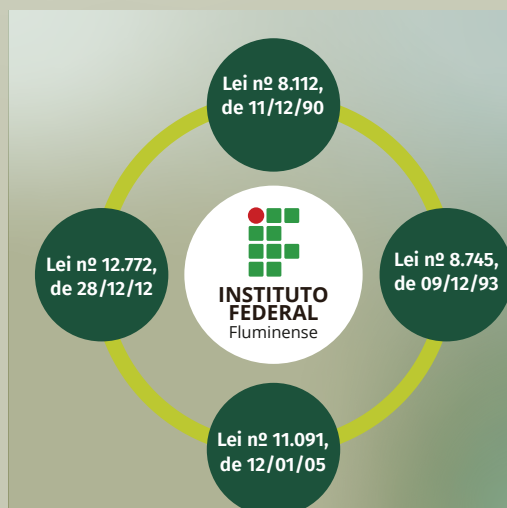 Lei nº 8.112,
de 11/12/90
Lei nº 12.772,
de 28/12/12
INSTITUTO
FEDERAL
Fluminense
Lei nº 8.745,
de 09/12/93
Lei nº 11.091,
de 12/01/05